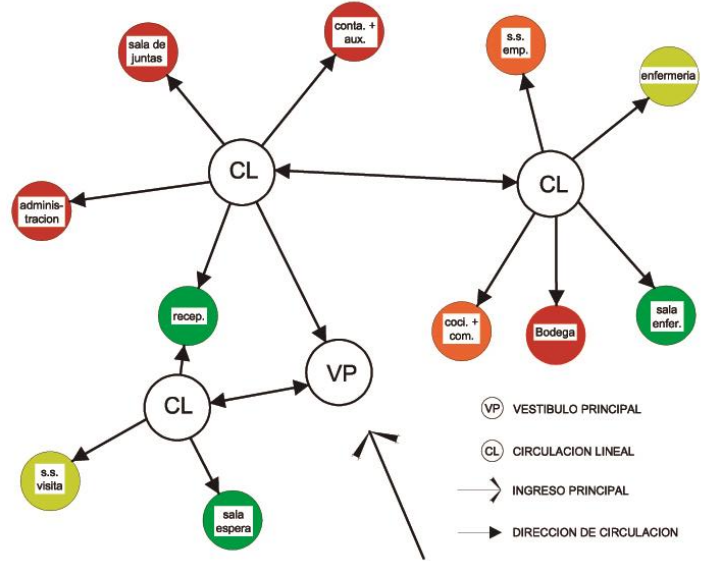 sala de
juntas
conta. +
aux.
s.s.
emp.
enfermeria
CL
CL
adminis-
tracion
recep.
coci. +
com.
Bodega
sala
enfer.
VP
CL
s.s.
visita
sala
espera
VP VESTIBULO PRINCIPAL
CL CIRCULACION LINEAL
INGRESO PRINCIPAL
DIRECCION DE CIRCULACION